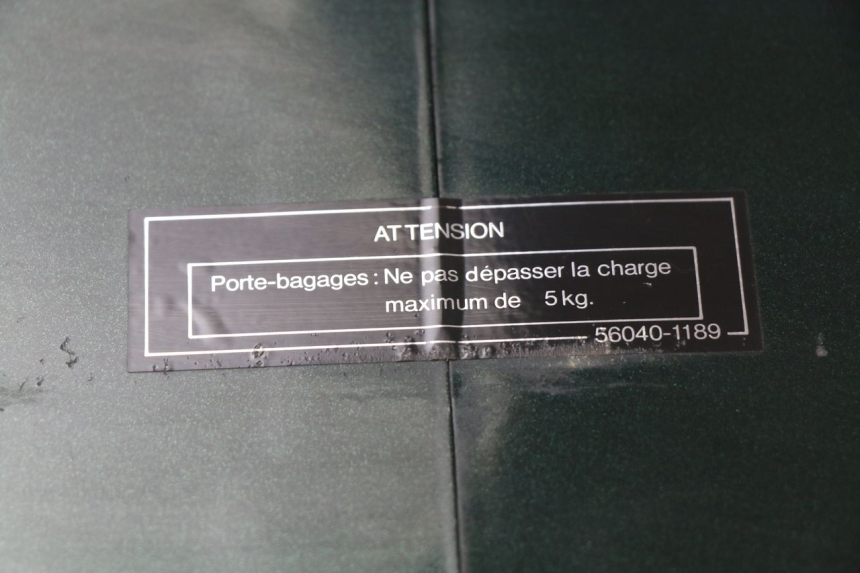 ATTENSION
Porte-bagages : Ne pas dépasser la charge
maximum de 5 kg.
56040-1189